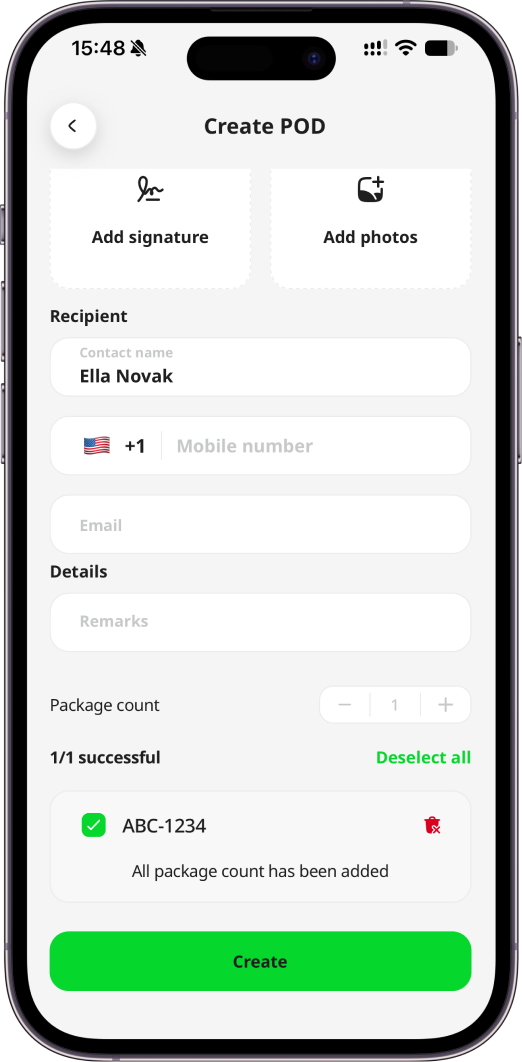 15:48
Create POD
Add signature
Add photos
Recipient
Contact name
Ella Novak
+1 Mobile number
Email
Details
Remarks
Package count
1
1/1 successful
Deselect all
ABC-1234
All package count has been added
Create